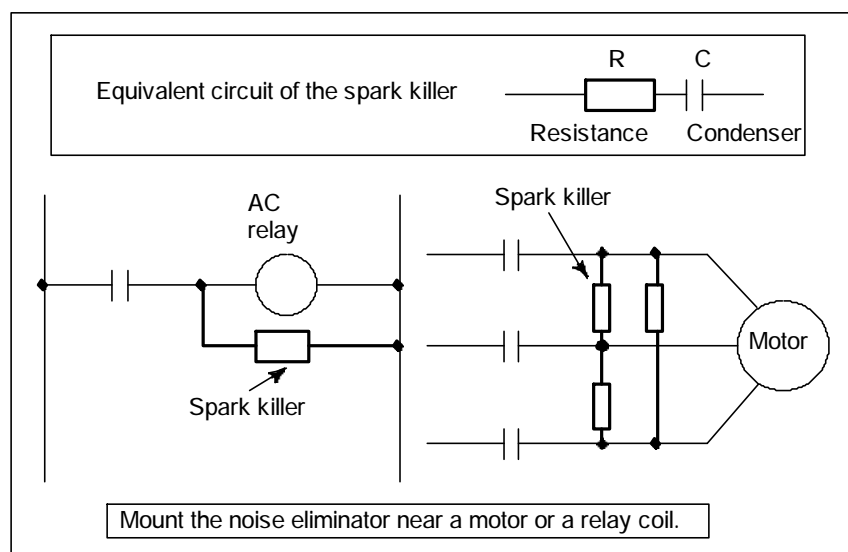 R C
Equivalent circuit of the spark killer
Resistance Condenser
AC
relay
Spark killer
Spark killer
Motor
Mount the noise eliminator near a motor or a relay coil.